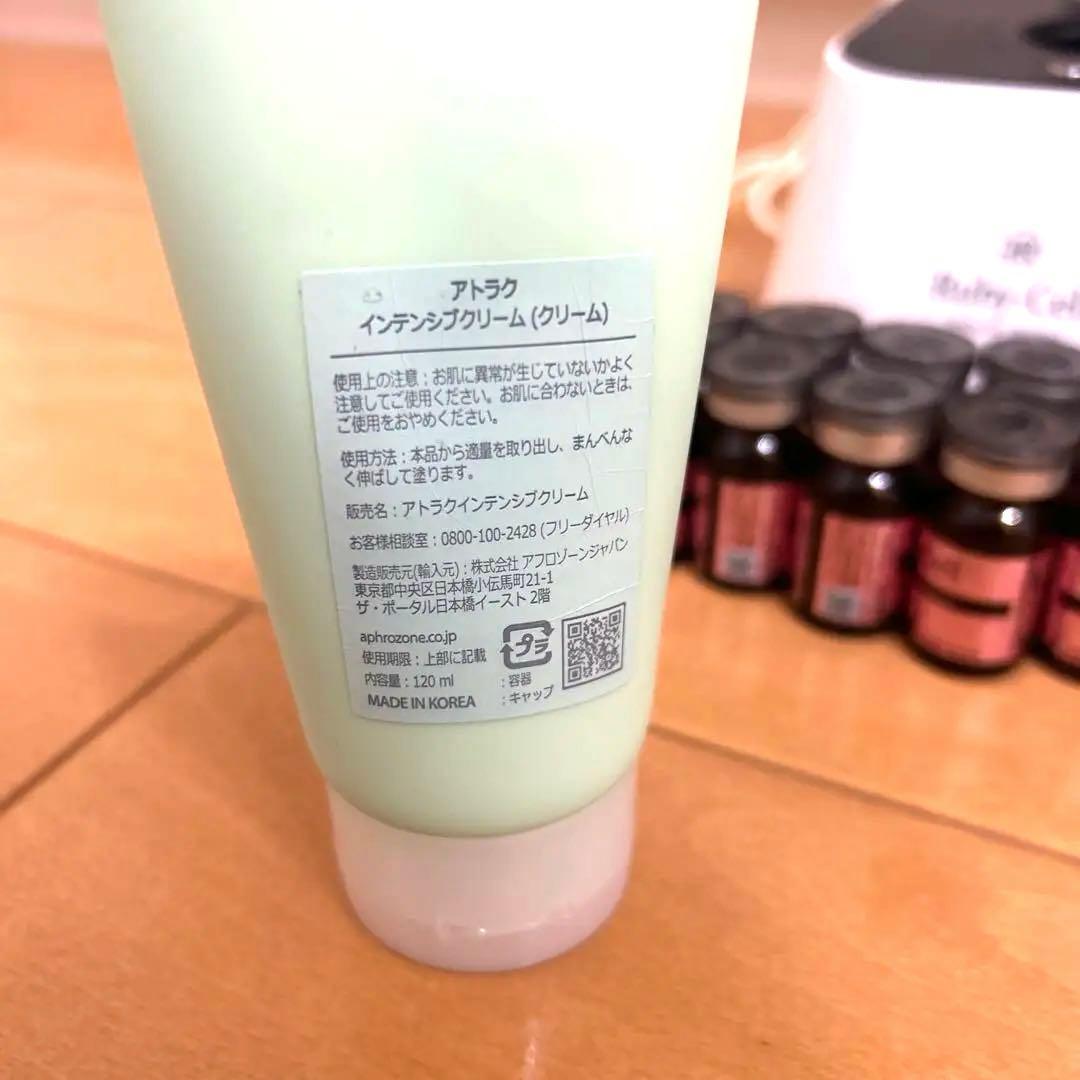 アトラク
インテンシブクリーム (クリーム)
使用上の注意 : お肌に異常が生じていないかよく
注意してご使用ください。お肌に合わないときは、
ご使用をおやめください。
使用方法 : 本品から適量を取り出し、まんべんな
く伸ばして塗ります。
販売名 : アトラクインテンシブクリーム
お客様相談室 : 0800-100-2428 (フリーダイヤル)
製造販売元(輸入元) : 株式会社 アフロゾーンジャパン
東京都中央区日本橋小伝馬町21-1
ザ・ポータル日本橋イースト 2階
aphrozone.co.jp
使用期限 : 上部に記載
内容量 : 120 ml
MADE IN KOREA
プラ
: 容器
: キャップ
Ruby-Cell